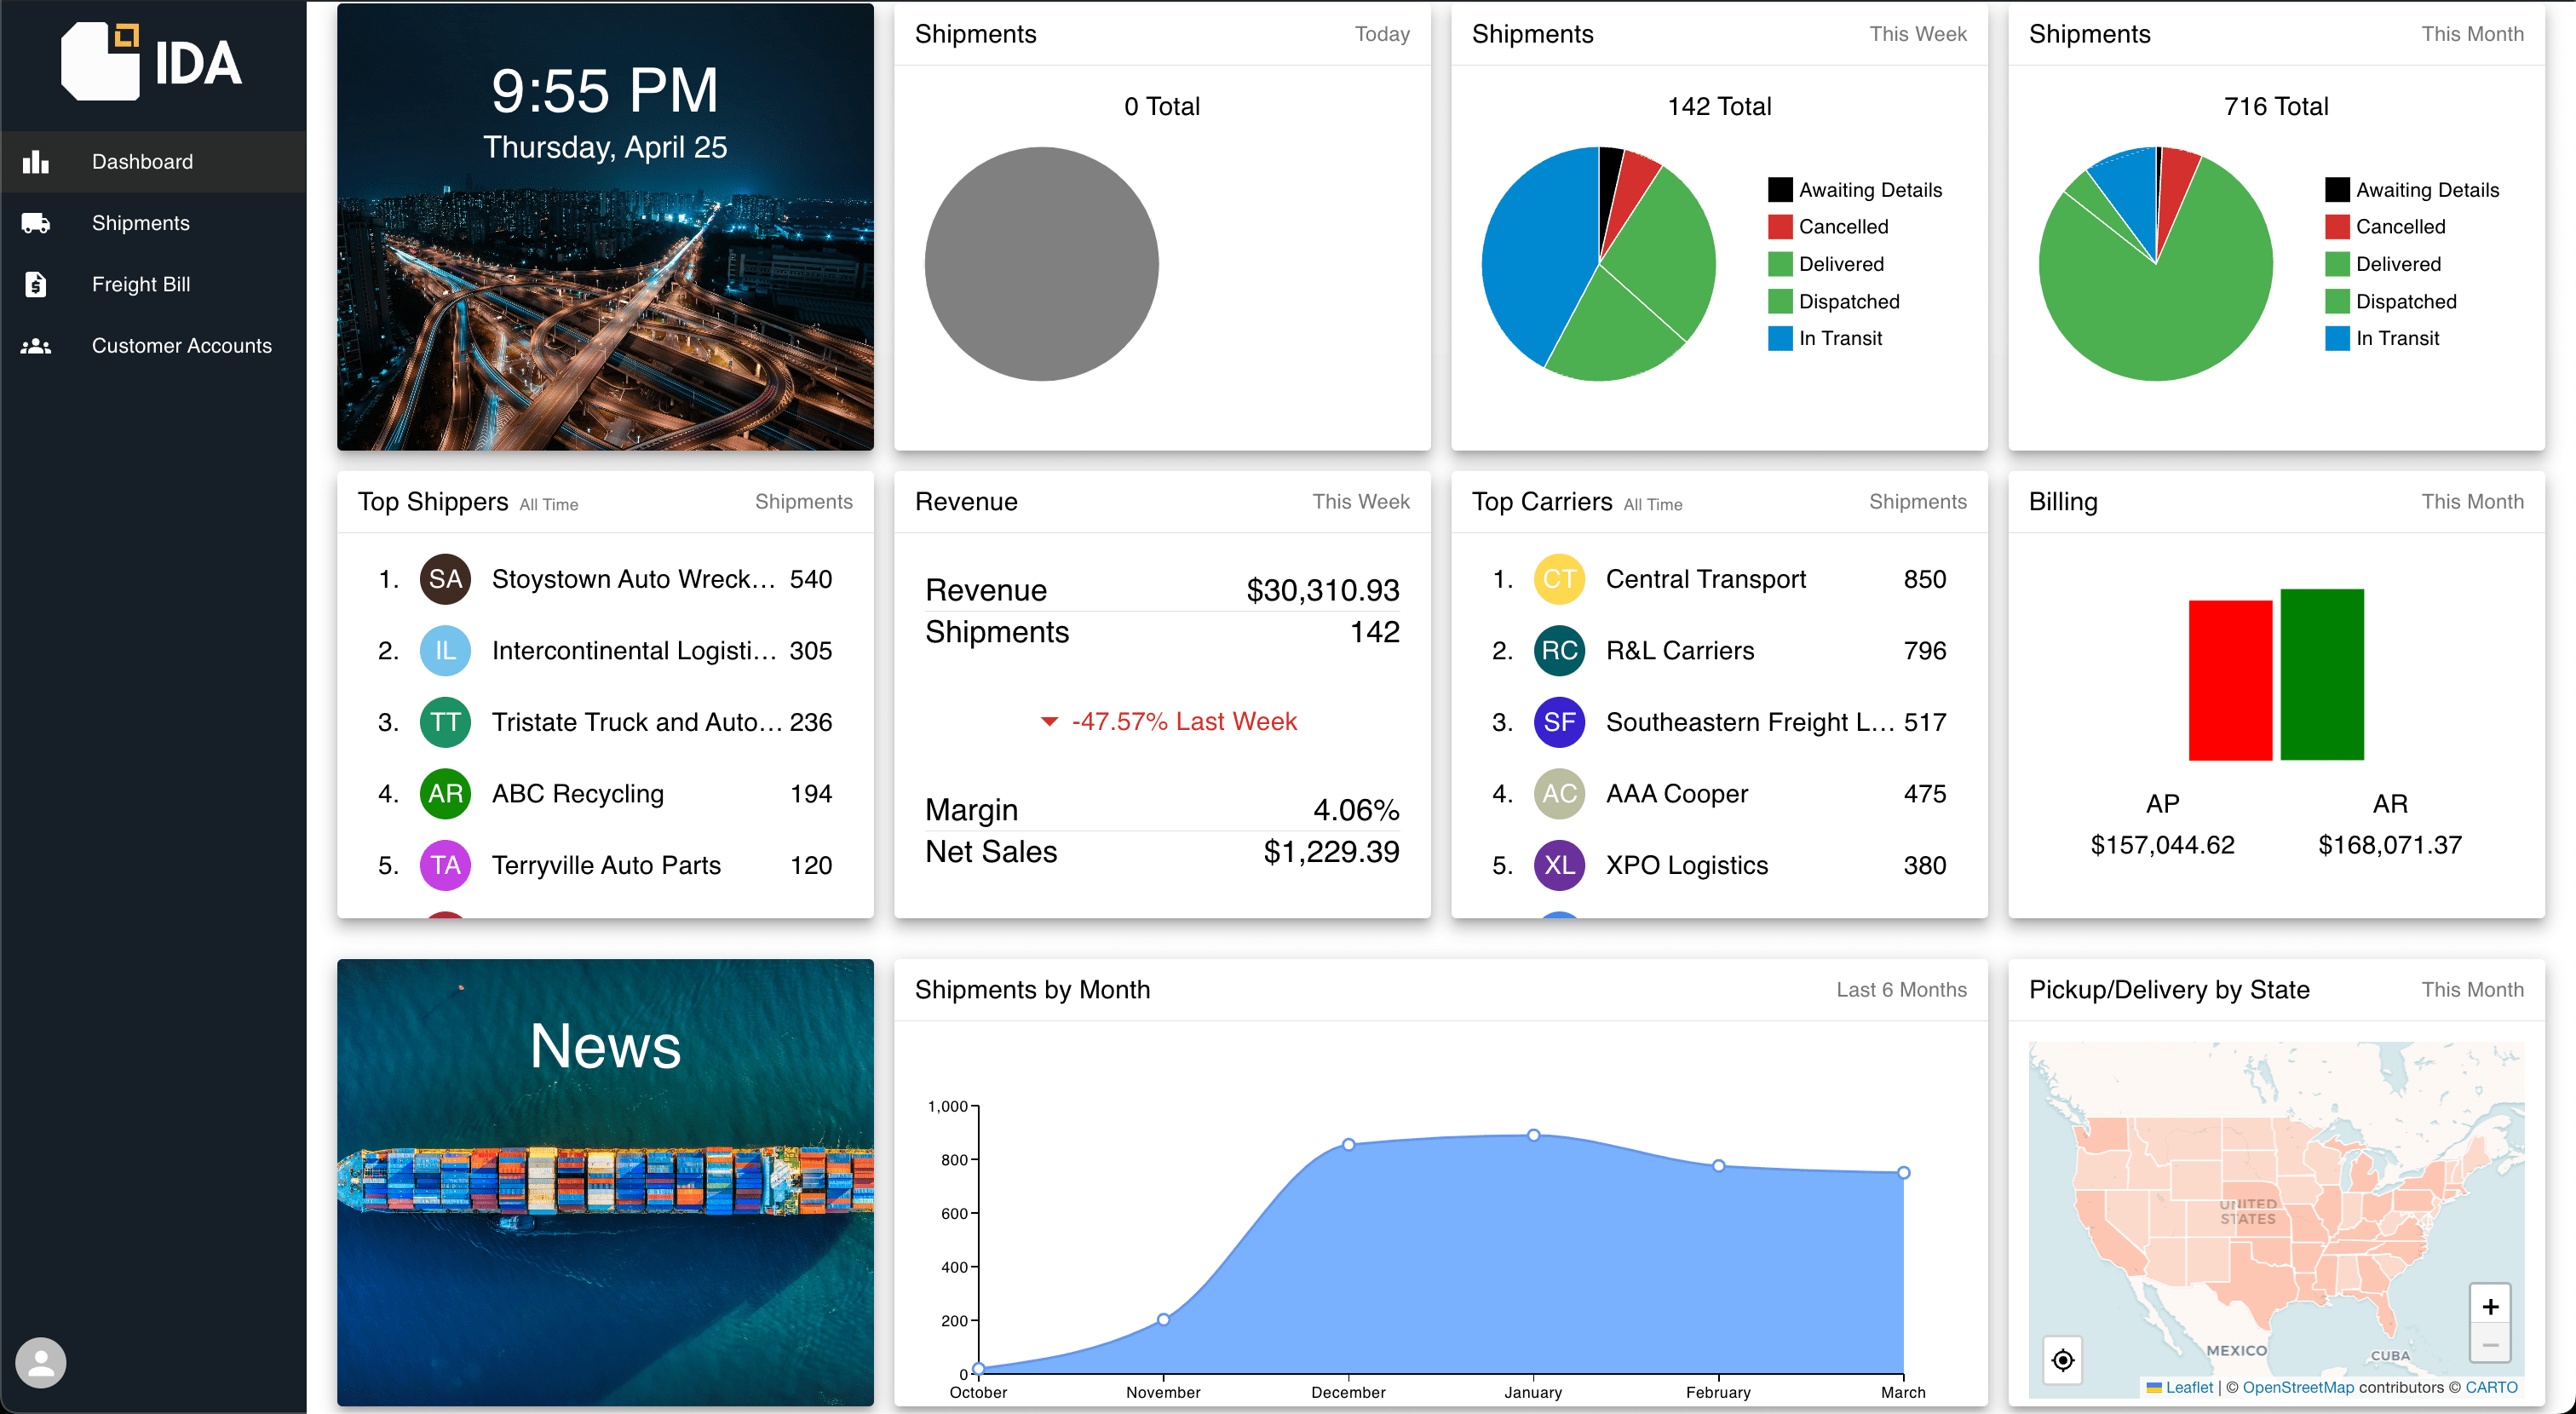 IDA
Dashboard
Shipments
Freight Bill
Customer Accounts
9:55 PM
Thursday, April 25
Shipments Today
0 Total
Shipments This Week
142 Total
Awaiting Details
Cancelled
Delivered
Dispatched
In Transit
Shipments This Month
716 Total
Awaiting Details
Cancelled
Delivered
Dispatched
In Transit
Top Shippers All Time Shipments
1. SA Stoystown Auto Wreck... 540
2. IL Intercontinental Logisti... 305
3. TT Tristate Truck and Auto... 236
4. AR ABC Recycling 194
5. TA Terryville Auto Parts 120
Revenue This Week
Revenue $30,310.93
Shipments 142
-47.57% Last Week
Margin 4.06%
Net Sales $1,229.39
Top Carriers All Time Shipments
1. CT Central Transport 850
2. RC R&L Carriers 796
3. SF Southeastern Freight L... 517
4. AC AAA Cooper 475
5. XL XPO Logistics 380
Billing This Month
AP AR
$157,044.62 $168,071.37
News
Shipments by Month Last 6 Months
1,000
800
600
400
200
0
October November December January February March
Pickup/Delivery by State This Month
UNITED
STATES
MEXICO
CUBA
+
−
Leaflet | © OpenStreetMap contributors © CARTO